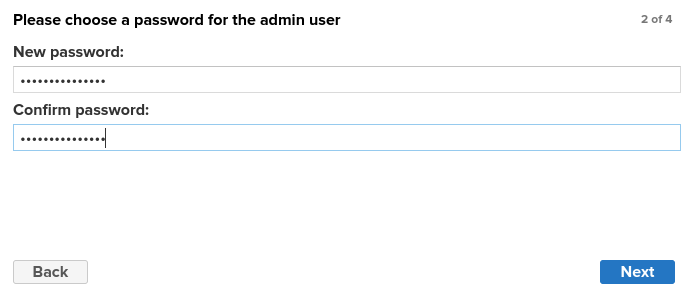 Please choose a password for the admin user
2 of 4
New password:
•••••••••••••••
Confirm password:
•••••••••••••••
Back
Next